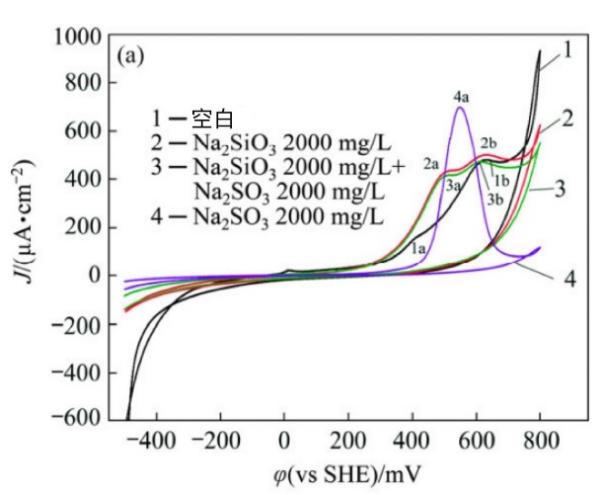 (a)
1 — 空白
2 — Na₂SiO₃ 2000 mg/L
3 — Na₂SiO₃ 2000 mg/L+
Na₂SO₃ 2000 mg/L
4 — Na₂SO₃ 2000 mg/L
1000
800
600
400
200
0
−200
−400
−600
J/(μA•cm⁻²)
4a
2a
3a
1a
2b
1b
3b
1
2
3
4
−400 −200 0 200 400 600 800
φ(vs SHE)/mV